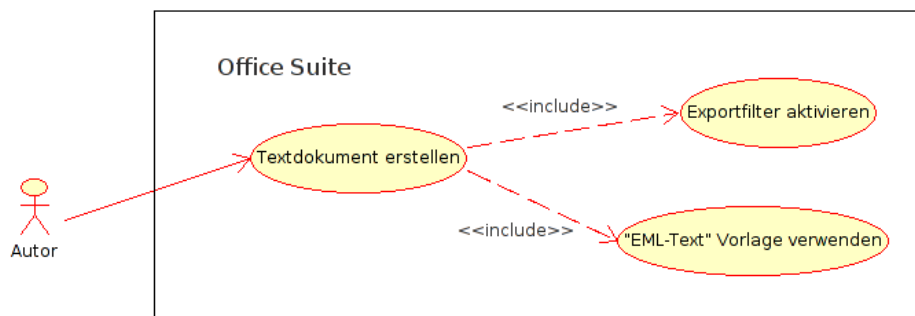 Office Suite
<<include>>
Exportfilter aktivieren
Textdokument erstellen
<<include>>
"EML-Text" Vorlage verwenden
Autor